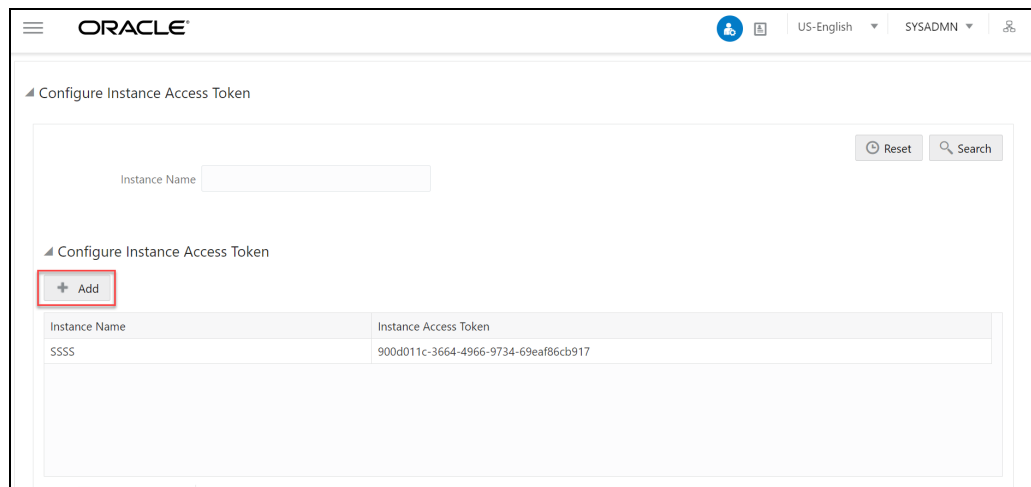 ORACLE US-English SYSADMN
Configure Instance Access Token
Reset Search
Instance Name
Configure Instance Access Token
+ Add
Instance Name Instance Access Token
SSSS 900d011c-3664-4966-9734-69eaf86cb917